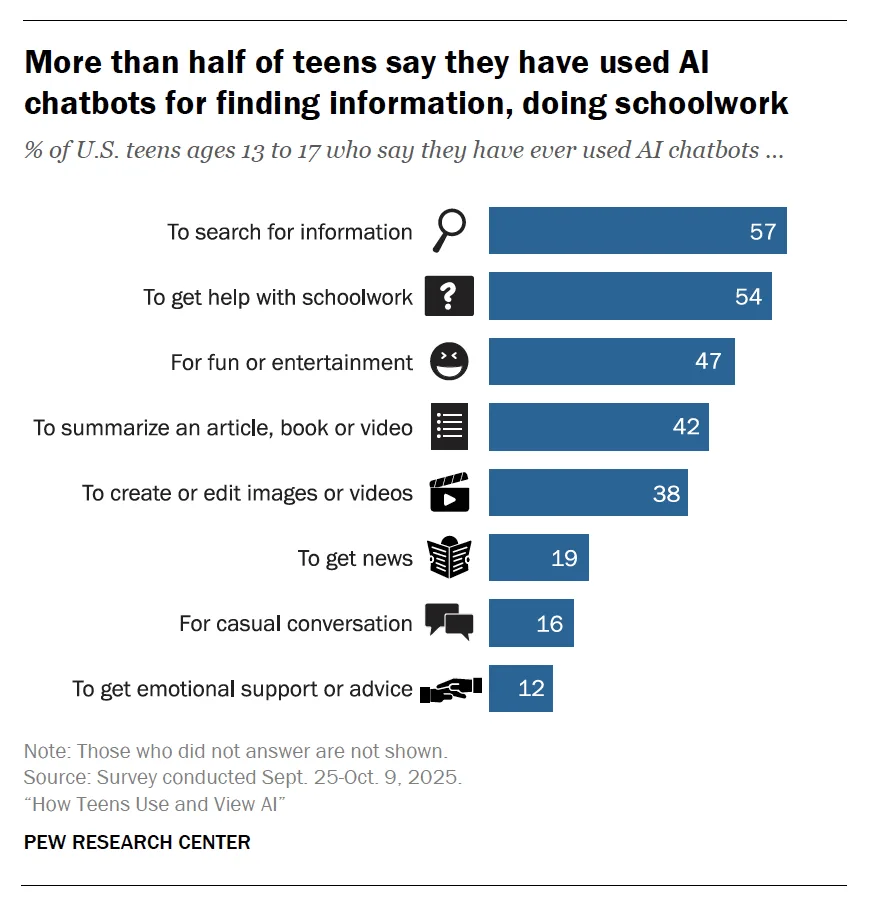 More than half of teens say they have used AI
chatbots for finding information, doing schoolwork
% of U.S. teens ages 13 to 17 who say they have ever used AI chatbots ...
To search for information 57
To get help with schoolwork ? 54
For fun or entertainment 47
To summarize an article, book or video 42
To create or edit images or videos 38
To get news 19
For casual conversation 16
To get emotional support or advice 12
Note: Those who did not answer are not shown.
Source: Survey conducted Sept. 25-Oct. 9, 2025.
“How Teens Use and View AI”
PEW RESEARCH CENTER